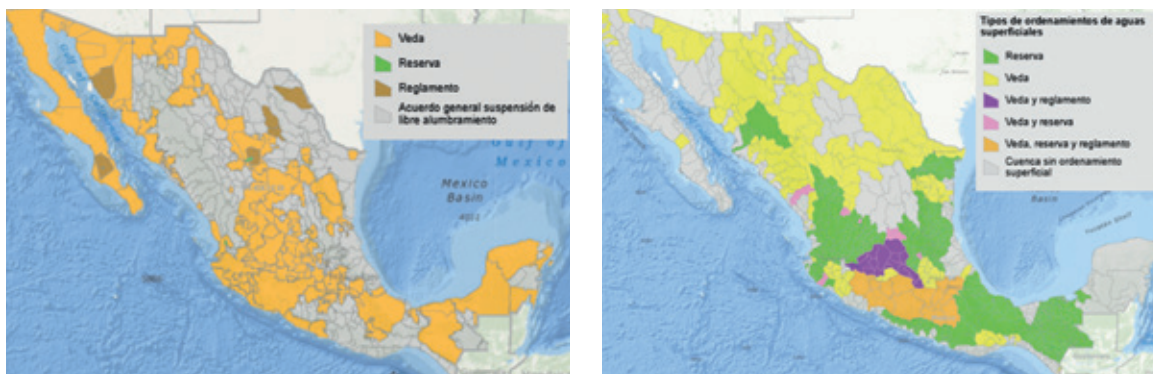 Veda
Reserva
Reglamento
Acuerdo general suspensión de
libre alumbramiento
Gulf of
Mexico
Mexico
Basin
Tipos de ordenamientos de aguas
superficiales
Reserva
Veda
Veda y reglamento
Veda y reserva
Veda, reserva y reglamento
Cuenca sin ordenamiento
superficial
Basin